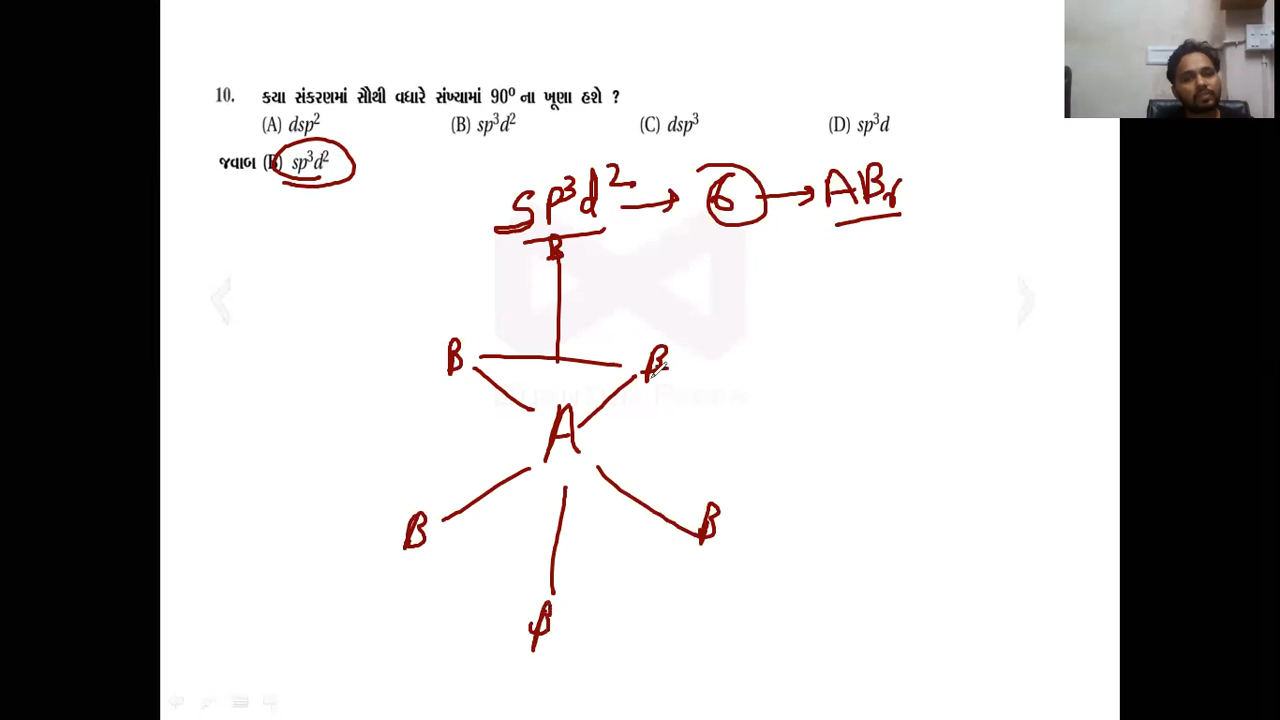 10. કયા સંકરણમાં સૌથી વધારે સંખ્યામાં 90° ના ખૂણા હશે ?
(A) dsp² (B) sp³d² (C) dsp³ (D) sp³d
જવાબ (B) sp³d²
sp³d² → 6 → AB₆
B
B B
A
B B
B